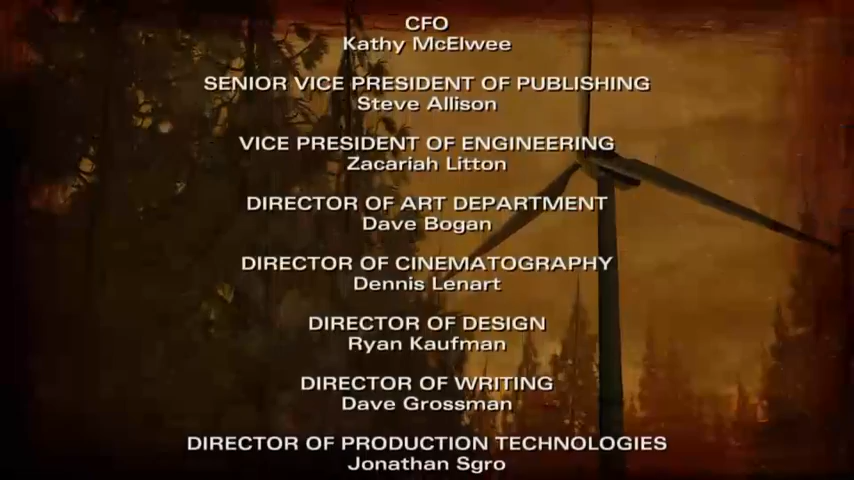 CFO
Kathy McElwee
SENIOR VICE PRESIDENT OF PUBLISHING
Steve Allison
VICE PRESIDENT OF ENGINEERING
Zacariah Litton
DIRECTOR OF ART DEPARTMENT
Dave Bogan
DIRECTOR OF CINEMATOGRAPHY
Dennis Lenart
DIRECTOR OF DESIGN
Ryan Kaufman
DIRECTOR OF WRITING
Dave Grossman
DIRECTOR OF PRODUCTION TECHNOLOGIES
Jonathan Sgro